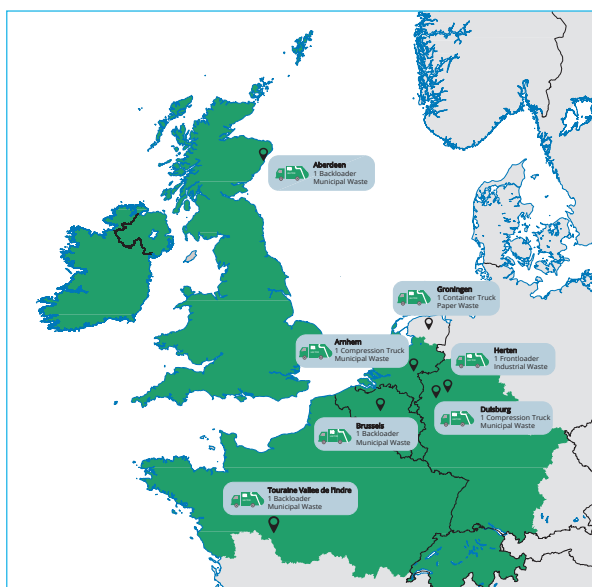 Aberdeen
1 Backloader
Municipal Waste
Groningen
1 Container Truck
Paper Waste
Arnhem
1 Compression Truck
Municipal Waste
Herten
1 Frontloader
Industrial Waste
Duisburg
1 Compression Truck
Municipal Waste
Brussels
1 Backloader
Municipal Waste
Touraine Vallee de l'Indre
1 Backloader
Municipal Waste